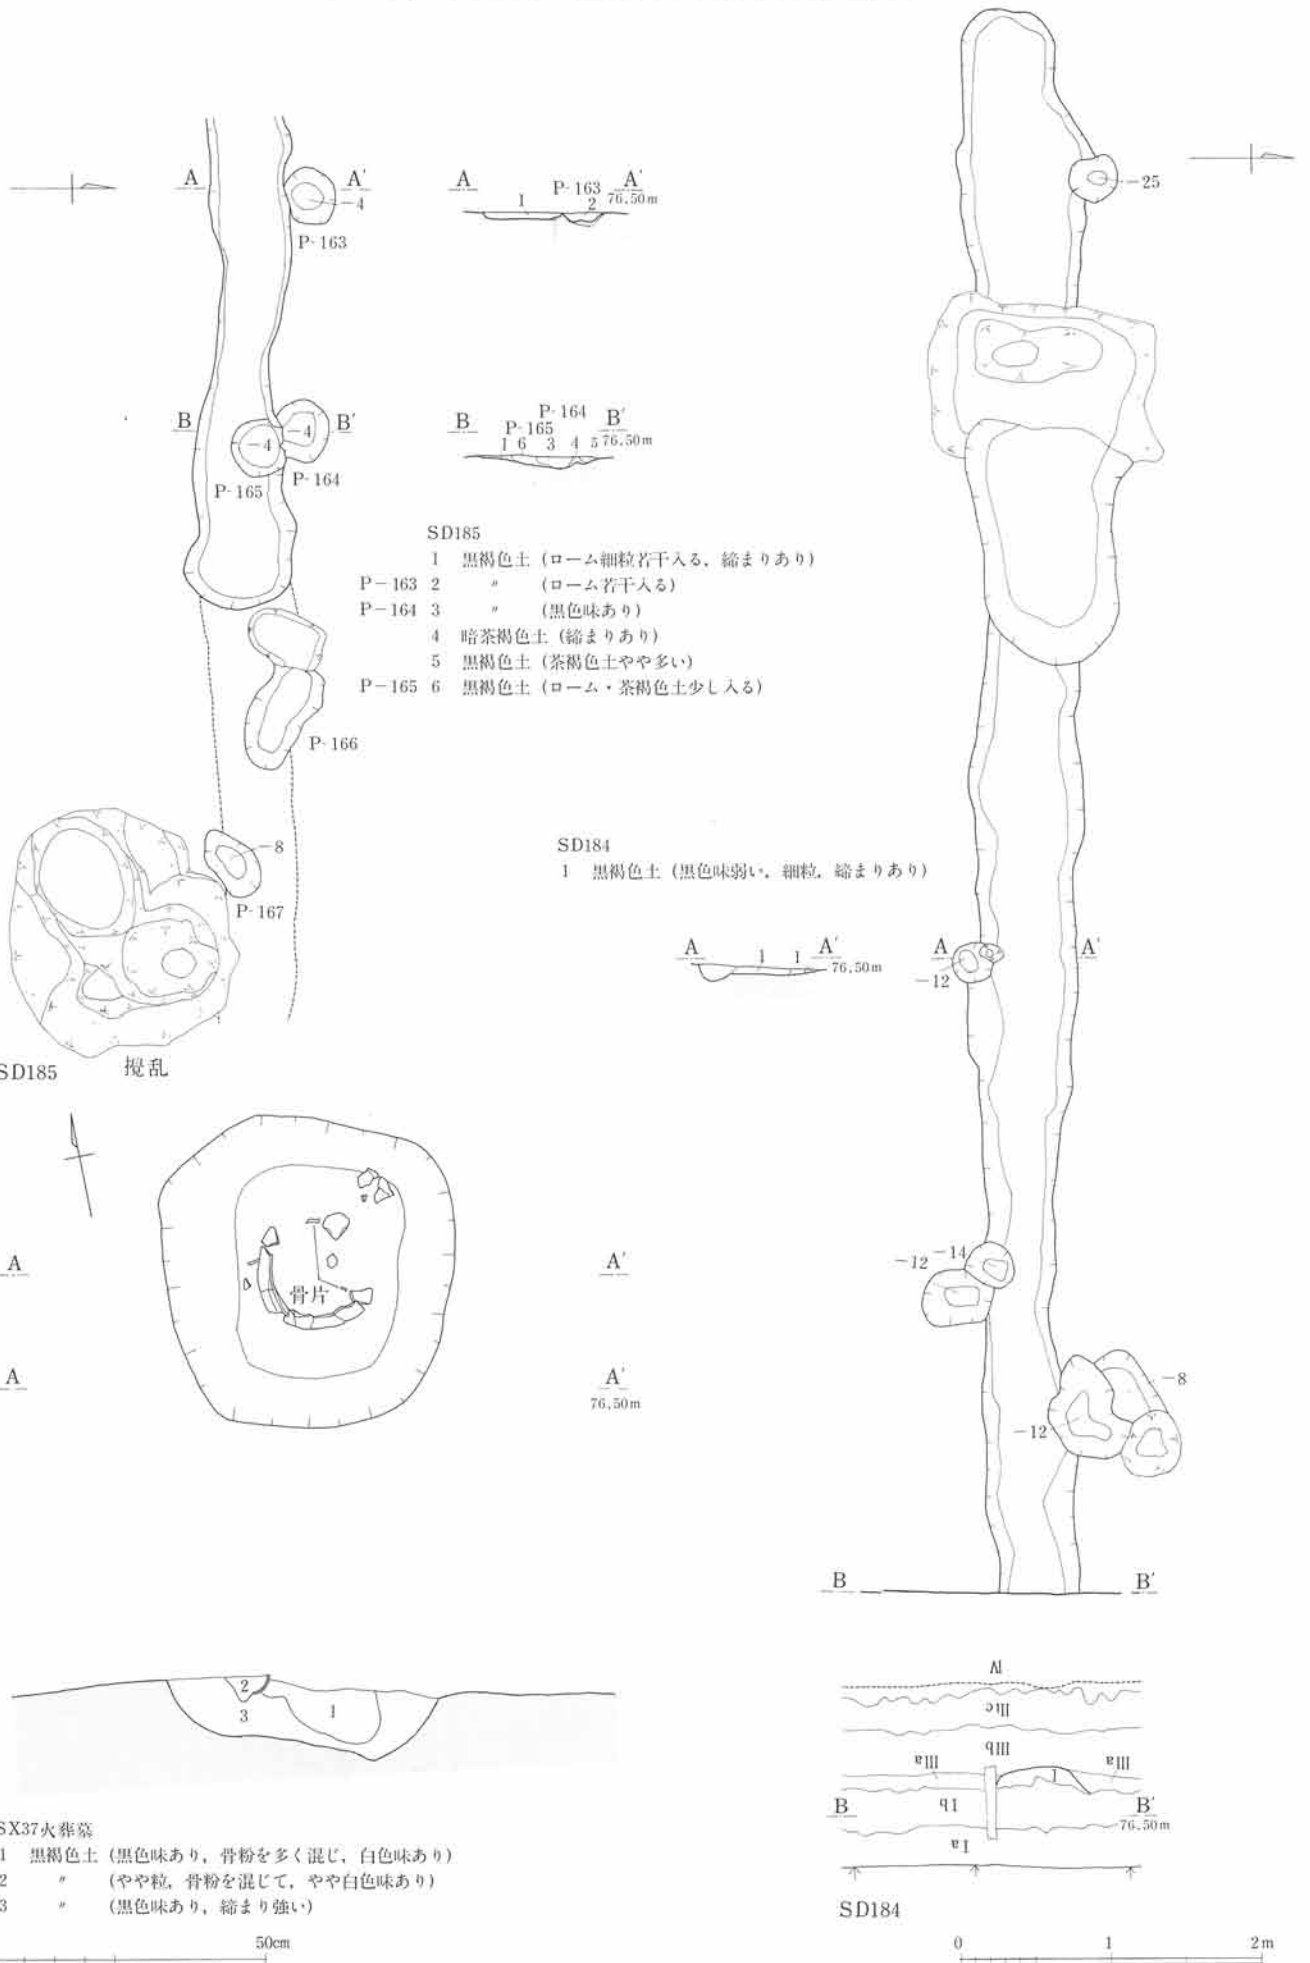 A A'
-4
P-163
A P-163 A'
1 2 76.50m
B B'
-4
-4
P-164
P-165
P-164
B P-165 B'
1 6 3 4 5 76.50m
SD185
1 黒褐色土 (ローム細粒若干入る、締まりあり)
P-163 2 〃 (ローム若干入る)
P-164 3 〃 (黒色味あり)
4 暗茶褐色土 (締まりあり)
5 黒褐色土 (茶褐色土やや多い)
P-165 6 黒褐色土 (ローム・茶褐色土少し入る)
P-166
-8
P-167
SD185 撹乱
-25
SD184
1 黒褐色土 (黒色味弱い、細粒、締まりあり)
A 1 1 A'
76.50m
A A'
-12
-12 -14
-8
-12
B B'
A A'
骨片
A A'
76.50m
2
3 1
SX37火葬墓
1 黒褐色土 (黒色味あり、骨粉を多く混じ、白色味あり)
2 〃 (やや粒、骨粉を混じて、やや白色味あり)
3 〃 (黒色味あり、締まり強い)
50cm
IV
IIIc
IIIb
IIIa 1 IIIa
B Ib B'
76.50m
Ia
SD184
0 1 2m